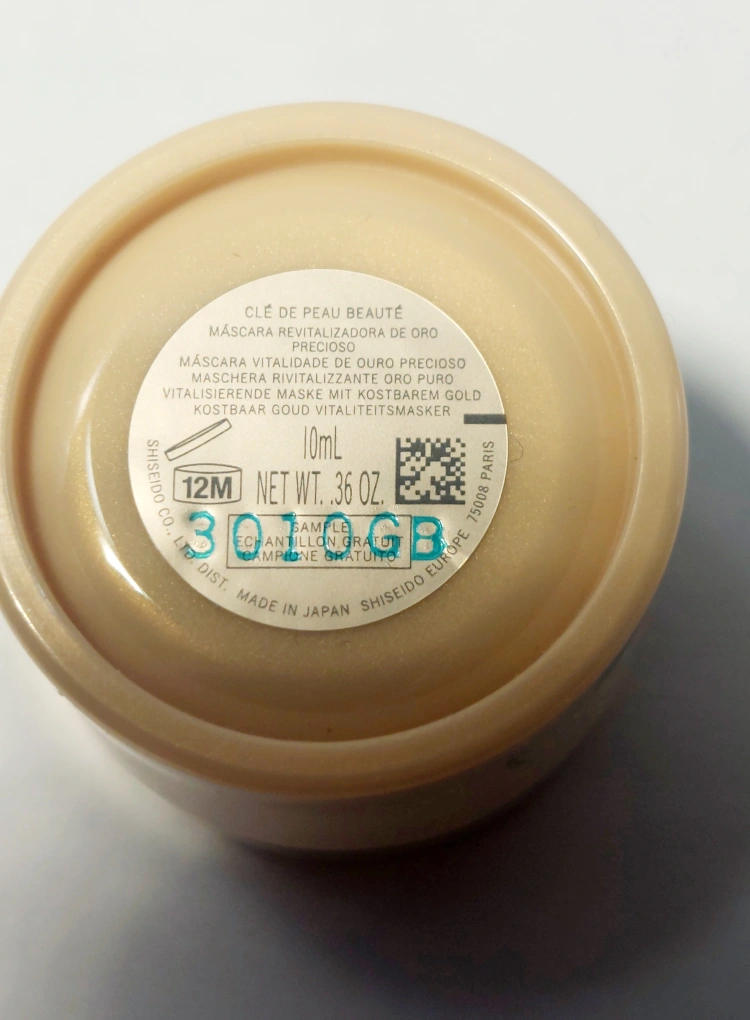 CLÉ DE PEAU BEAUTÉ
MÁSCARA REVITALIZADORA DE ORO
PRECIOSO
MÁSCARA VITALIDADE DE OURO PRECIOSO
MASCHERA RIVITALIZZANTE ORO PURO
VITALISIERENDE MASKE MIT KOSTBAREM GOLD
KOSTBAAR GOUD VITALITEITSMASKER
10mL
12M
NET WT. .36 OZ.
3010GB
SAMPLE
ECHANTILLON GRATUIT
CAMPIONE GRATUITO
SHISEIDO CO., LTD. DIST. MADE IN JAPAN SHISEIDO EUROPE 75008 PARIS